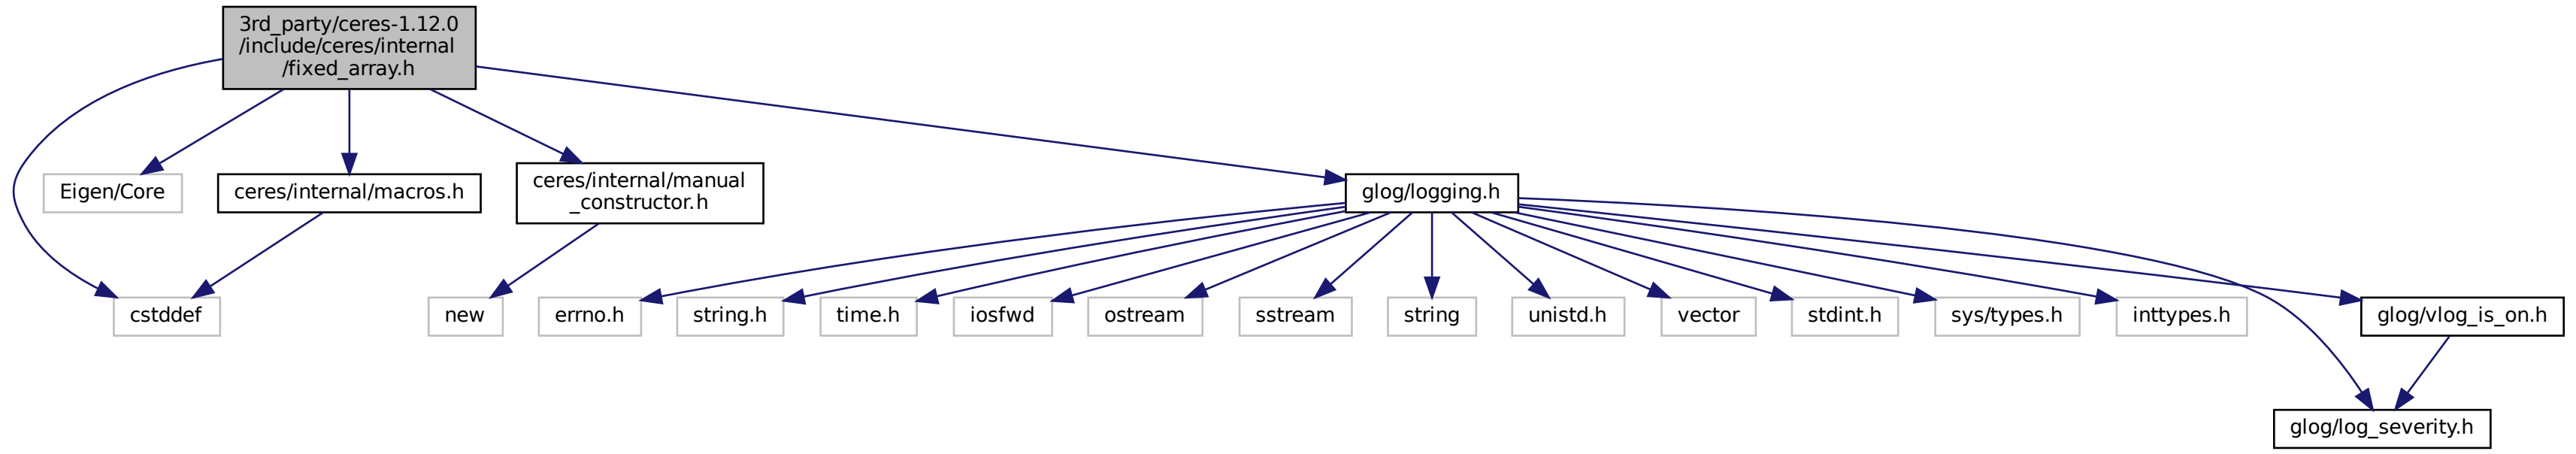 3rd_party/ceres-1.12.0
/include/ceres/internal
/fixed_array.h
Eigen/Core
ceres/internal/macros.h
ceres/internal/manual
_constructor.h
glog/logging.h
cstddef
new
errno.h
string.h
time.h
iosfwd
ostream
sstream
string
unistd.h
vector
stdint.h
sys/types.h
inttypes.h
glog/vlog_is_on.h
glog/log_severity.h